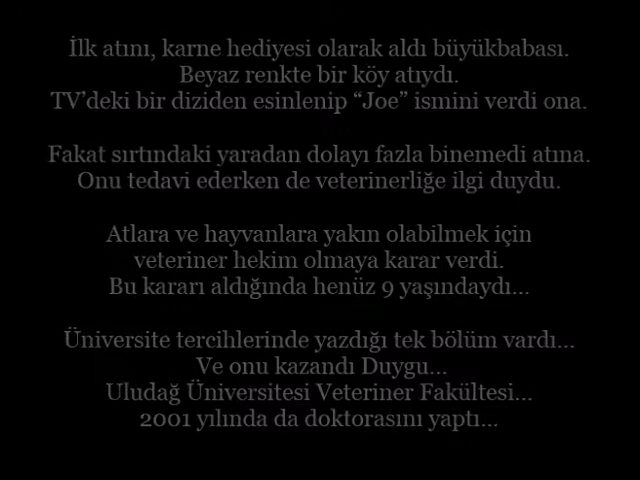 İlk atını, karne hediyesi olarak aldı büyükbabası.
Beyaz renkte bir köy atıydı.
TV'deki bir diziden esinlenip “Joe” ismini verdi ona.
Fakat sırtındaki yaradan dolayı fazla binemedi atına.
Onu tedavi ederken de veterinerliğe ilgi duydu.
Atlara ve hayvanlara yakın olabilmek için
veteriner hekim olmaya karar verdi.
Bu kararı aldığında henüz 9 yaşındaydı...
Üniversite tercihlerinde yazdığı tek bölüm vardı...
Ve onu kazandı Duygu...
Uludağ Üniversitesi Veteriner Fakültesi...
2001 yılında da doktorasını yaptı...